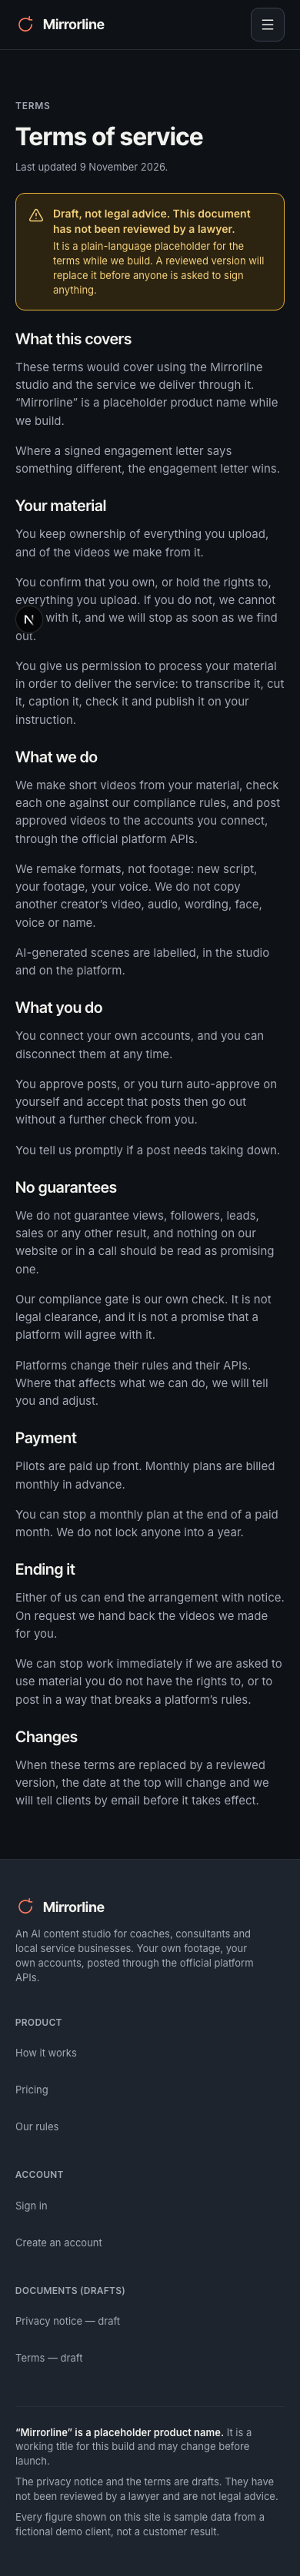 Mirrorline
TERMS
Terms of service
Last updated 9 November 2026.
Draft, not legal advice. This document
has not been reviewed by a lawyer.
It is a plain-language placeholder for the
terms while we build. A reviewed version will
replace it before anyone is asked to sign
anything.
What this covers
These terms would cover using the Mirrorline
studio and the service we deliver through it.
“Mirrorline” is a placeholder product name while
we build.
Where a signed engagement letter says
something different, the engagement letter wins.
Your material
You keep ownership of everything you upload,
and of the videos we make from it.
You confirm that you own, or hold the rights to,
everything you upload. If you do not, we cannot
N
with it, and we will stop as soon as we find
out.
You give us permission to process your material
in order to deliver the service: to transcribe it, cut
it, caption it, check it and publish it on your
instruction.
What we do
We make short videos from your material, check
each one against our compliance rules, and post
approved videos to the accounts you connect,
through the official platform APIs.
We remake formats, not footage: new script,
your footage, your voice. We do not copy
another creator’s video, audio, wording, face,
voice or name.
AI-generated scenes are labelled, in the studio
and on the platform.
What you do
You connect your own accounts, and you can
disconnect them at any time.
You approve posts, or you turn auto-approve on
yourself and accept that posts then go out
without a further check from you.
You tell us promptly if a post needs taking down.
No guarantees
We do not guarantee views, followers, leads,
sales or any other result, and nothing on our
website or in a call should be read as promising
one.
Our compliance gate is our own check. It is not
legal clearance, and it is not a promise that a
platform will agree with it.
Platforms change their rules and their APIs.
Where that affects what we can do, we will tell
you and adjust.
Payment
Pilots are paid up front. Monthly plans are billed
monthly in advance.
You can stop a monthly plan at the end of a paid
month. We do not lock anyone into a year.
Ending it
Either of us can end the arrangement with notice.
On request we hand back the videos we made
for you.
We can stop work immediately if we are asked to
use material you do not have the rights to, or to
post in a way that breaks a platform’s rules.
Changes
When these terms are replaced by a reviewed
version, the date at the top will change and we
will tell clients by email before it takes effect.
Mirrorline
An AI content studio for coaches, consultants and
local service businesses. Your own footage, your
own accounts, posted through the official platform
APIs.
PRODUCT
How it works
Pricing
Our rules
ACCOUNT
Sign in
Create an account
DOCUMENTS (DRAFTS)
Privacy notice — draft
Terms — draft
“Mirrorline” is a placeholder product name. It is a
working title for this build and may change before
launch.
The privacy notice and the terms are drafts. They have
not been reviewed by a lawyer and are not legal advice.
Every figure shown on this site is sample data from a
fictional demo client, not a customer result.